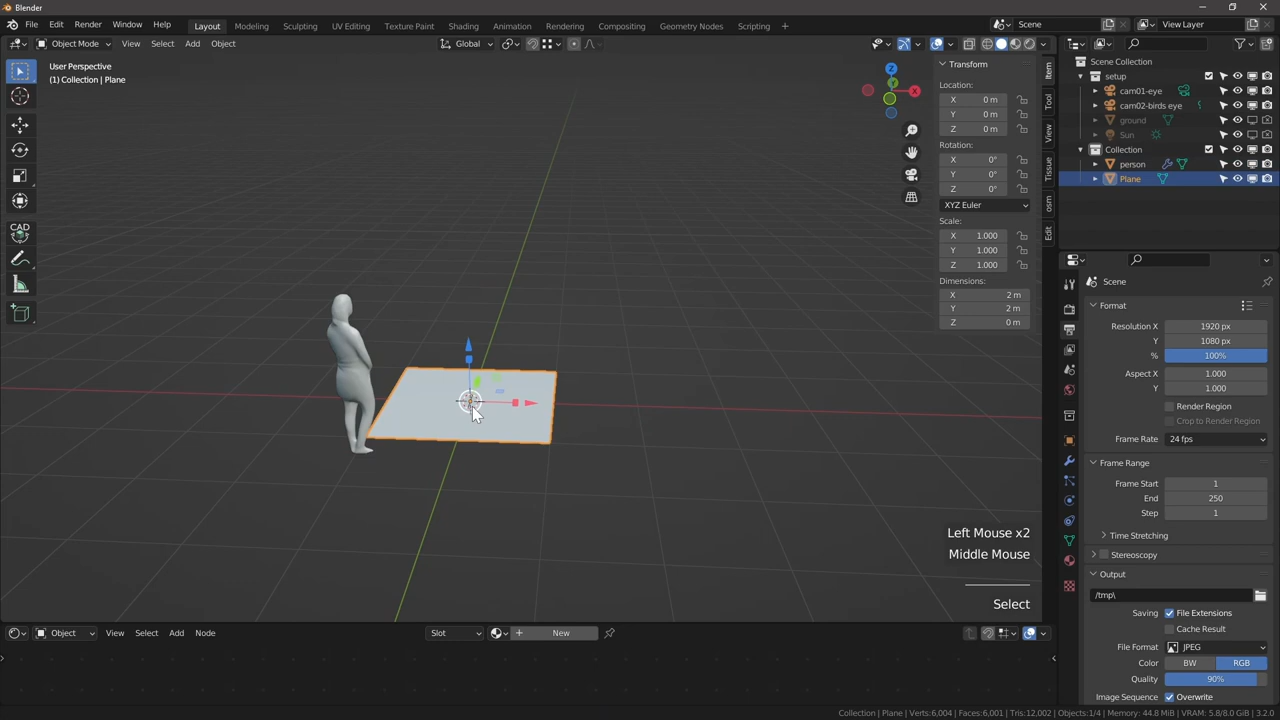 Blender
File Edit Render Window Help Layout Modeling Sculpting UV Editing Texture Paint Shading Animation Rendering Compositing Geometry Nodes Scripting + Scene View Layer
Object Mode View Select Add Object Global
User Perspective
(1) Collection | Plane
CAD
Z
Y
X
Transform
Location:
X 0 m
Y 0 m
Z 0 m
Rotation:
X 0°
Y 0°
Z 0°
XYZ Euler
Scale:
X 1.000
Y 1.000
Z 1.000
Dimensions:
X 2 m
Y 2 m
Z 0 m
Item
Tool
View
Tissue
osm
Edit
Left Mouse x2
Middle Mouse
Select
Scene Collection
setup
cam01-eye
cam02-birds eye
ground
Sun
Collection
person
Plane
Scene
Format
Resolution X 1920 px
Y 1080 px
% 100%
Aspect X 1.000
Y 1.000
Render Region
Crop to Render Region
Frame Rate 24 fps
Frame Range
Frame Start 1
End 250
Step 1
Time Stretching
Stereoscopy
Output
/tmp\
Saving File Extensions
Cache Result
File Format JPEG
Color BW RGB
Quality 90%
Image Sequence Overwrite
Object View Select Add Node Slot New
Collection | Plane | Verts:6,004 | Faces:6,001 | Tris:12,002 | Objects:1/4 | Memory: 44.8 MiB | VRAM: 5.8/8.0 GiB | 3.2.0